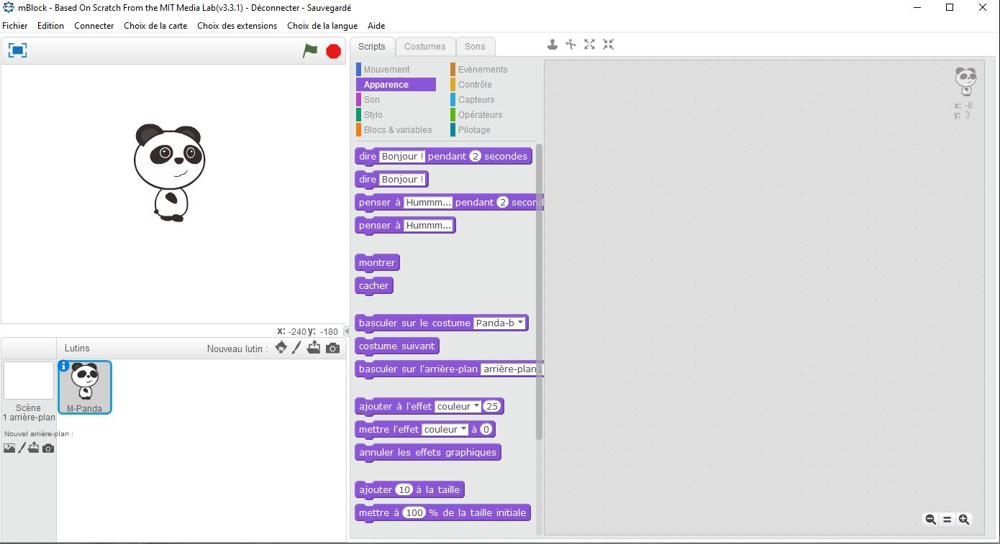 mBlock - Based On Scratch From the MIT Media Lab(v3.3.1) - Déconnecter - Sauvegardé
Fichier Edition Connecter Choix de la carte Choix des extensions Choix de la langue Aide
x: -240 y: -180
Lutins Nouveau lutin :
Scène
1 arrière-plan
Nouvel arrière-plan :
M-Panda
Scripts Costumes Sons
Mouvement Evènements
Apparence Contrôle
Son Capteurs
Stylo Opérateurs
Blocs & variables Pilotage
dire Bonjour ! pendant 2 secondes
dire Bonjour !
penser à Hummm... pendant 2 second
penser à Hummm...
montrer
cacher
basculer sur le costume Panda-b
costume suivant
basculer sur l'arrière-plan arrière-plan1
ajouter à l'effet couleur 25
mettre l'effet couleur à 0
annuler les effets graphiques
ajouter 10 à la taille
mettre à 100 % de la taille initiale
x: -8
y: 3